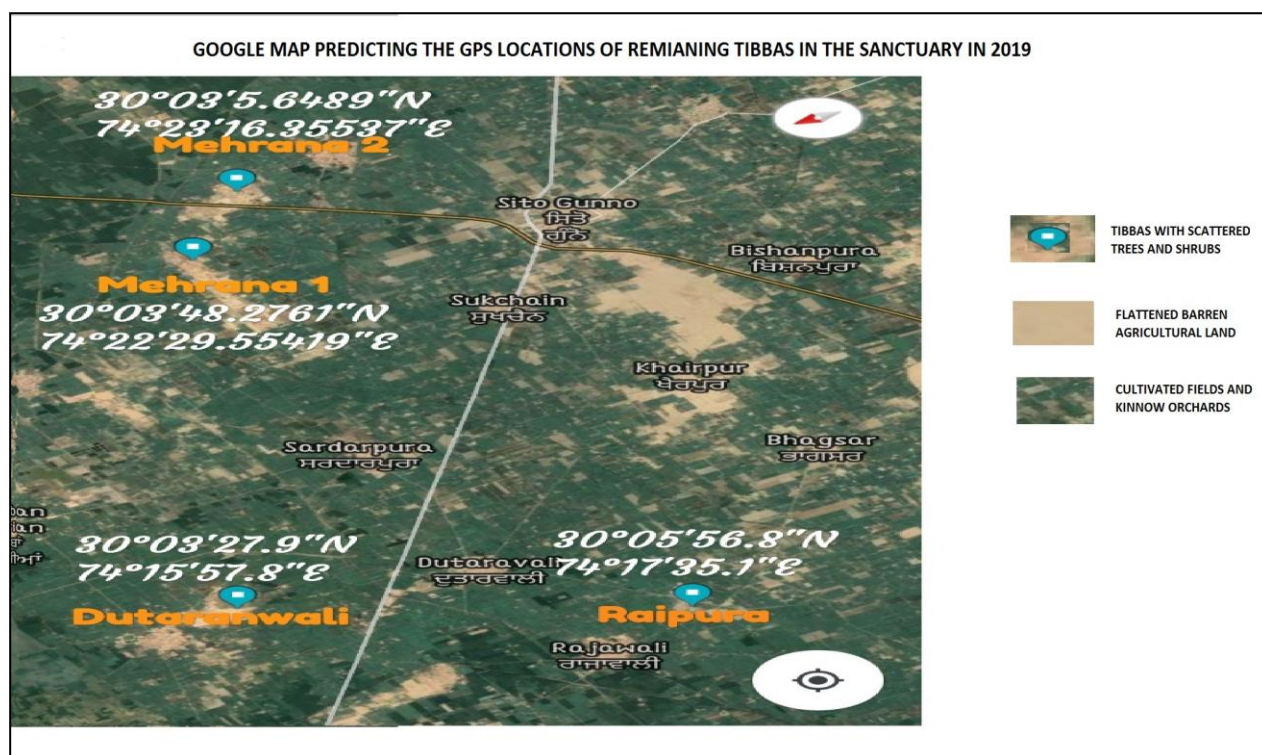 GOOGLE MAP PREDICTING THE GPS LOCATIONS OF REMIANING TIBBAS IN THE SANCTUARY IN 2019
30°03'5.6489"N
74°23'16.35537"E
Mehrana 2
Sito Gunno
ਸਿਤੋ
ਗੁਨੋ
Bishanpura
ਬਿਸ਼ਨਪੁਰਾ
Mehrana 1
30°03'48.2761"N
74°22'29.55419"E
Sukchain
ਸੁਖਚੈਨ
Khairpur
ਖੈਰਪੁਰ
Sardarpura
ਸਰਦਾਰਪੁਰਾ
Bhagsar
ਭਾਗਸਰ
30°03'27.9"N
74°15'57.8"E
Dutaranwali
Dutaravali
ਦੁਤਾਰਵਾਲੀ
30°05'56.8"N
74°17'35.1"E
Raipura
Rajawali
ਰਾਜਾਵਾਲੀ
TIBBAS WITH SCATTERED
TREES AND SHRUBS
FLATTENED BARREN
AGRICULTURAL LAND
CULTIVATED FIELDS AND
KINNOW ORCHARDS